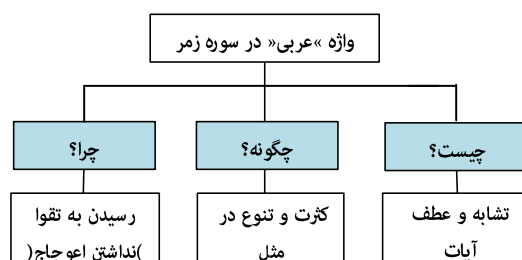 واژه »عربی« در سوره زمر
چیست؟
چگونه؟
چرا؟
تشابه و عطف
آیات
کثرت و تنوع در
مثل
رسیدن به تقوا
)نداشتن اعوجاج(